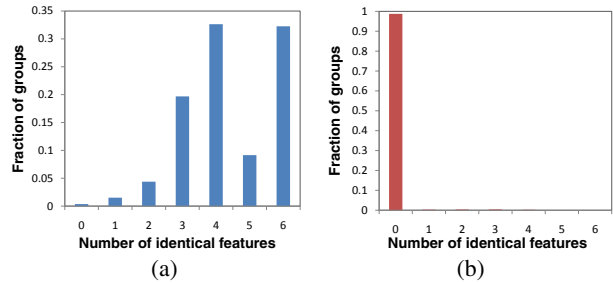 0.35
0.3
0.25
0.2
0.15
0.1
0.05
0
Fraction of groups
0 1 2 3 4 5 6
Number of identical features
(a)
1
0.9
0.8
0.7
0.6
0.5
0.4
0.3
0.2
0.1
0
Fraction of groups
0 1 2 3 4 5 6
Number of identical features
(b)